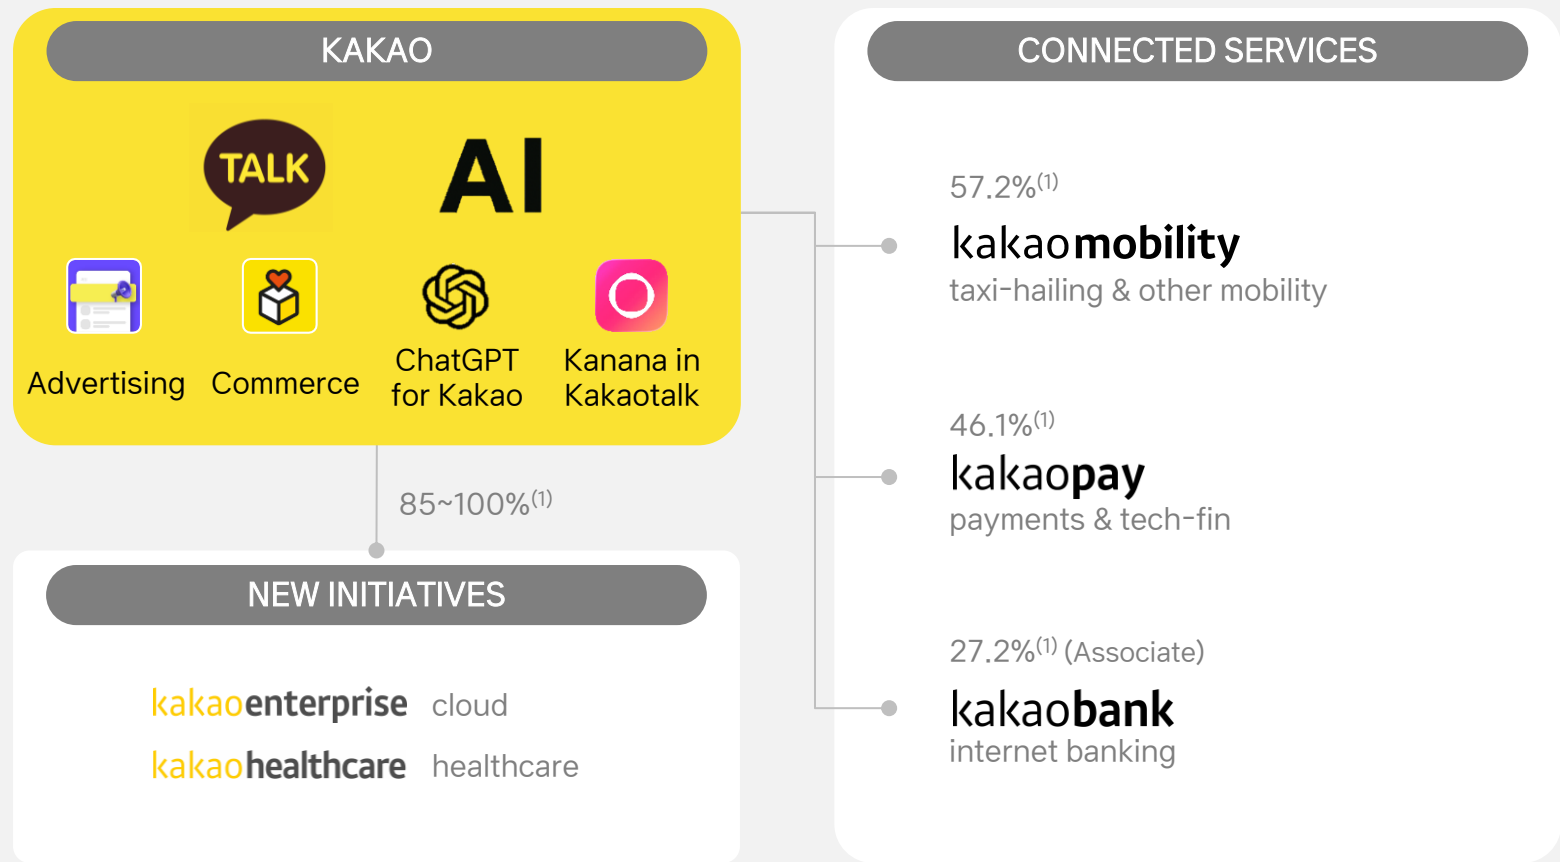 KAKAO
TALK
AI
Advertising
Commerce
ChatGPT
for Kakao
Kanana in
Kakaotalk
85~100%(1)
NEW INITIATIVES
kakaoenterprise cloud
kakaohealthcare healthcare
CONNECTED SERVICES
57.2%(1)
kakaomobility
taxi-hailing & other mobility
46.1%(1)
kakaopay
payments & tech-fin
27.2%(1) (Associate)
kakaobank
internet banking